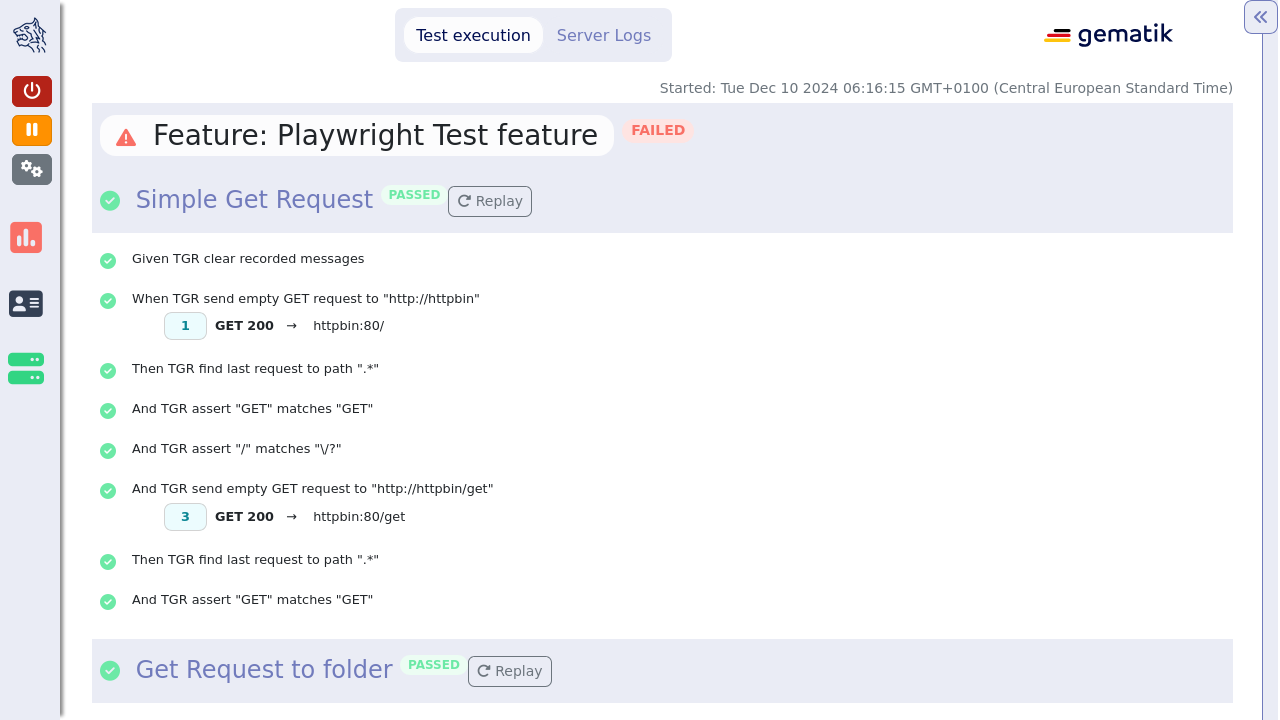 Test execution
Server Logs
gematik
Started: Tue Dec 10 2024 06:16:15 GMT+0100 (Central European Standard Time)
Feature: Playwright Test feature FAILED
Simple Get Request PASSED Replay
Given TGR clear recorded messages
When TGR send empty GET request to "http://httpbin"
1 GET 200 → httpbin:80/
Then TGR find last request to path ".*"
And TGR assert "GET" matches "GET"
And TGR assert "/" matches "\/?"
And TGR send empty GET request to "http://httpbin/get"
3 GET 200 → httpbin:80/get
Then TGR find last request to path ".*"
And TGR assert "GET" matches "GET"
Get Request to folder PASSED Replay